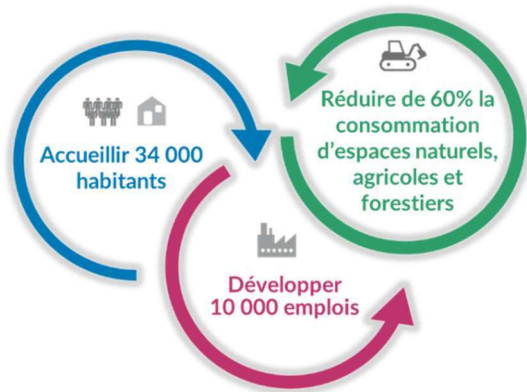 Accueillir 34 000
habitants
Réduire de 60% la
consommation
d'espaces naturels,
agricoles et
forestiers
Développer
10 000 emplois